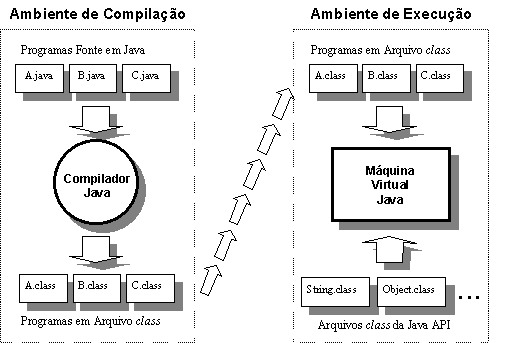 Ambiente de Compilação
Programas Fonte em Java
A.java B.java C.java
Compilador
Java
A.class B.class C.class
Programas em Arquivo class
Ambiente de Execução
Programas em Arquivo class
A.class B.class C.class
Máquina
Virtual
Java
String.class Object.class ...
Arquivos class da Java API